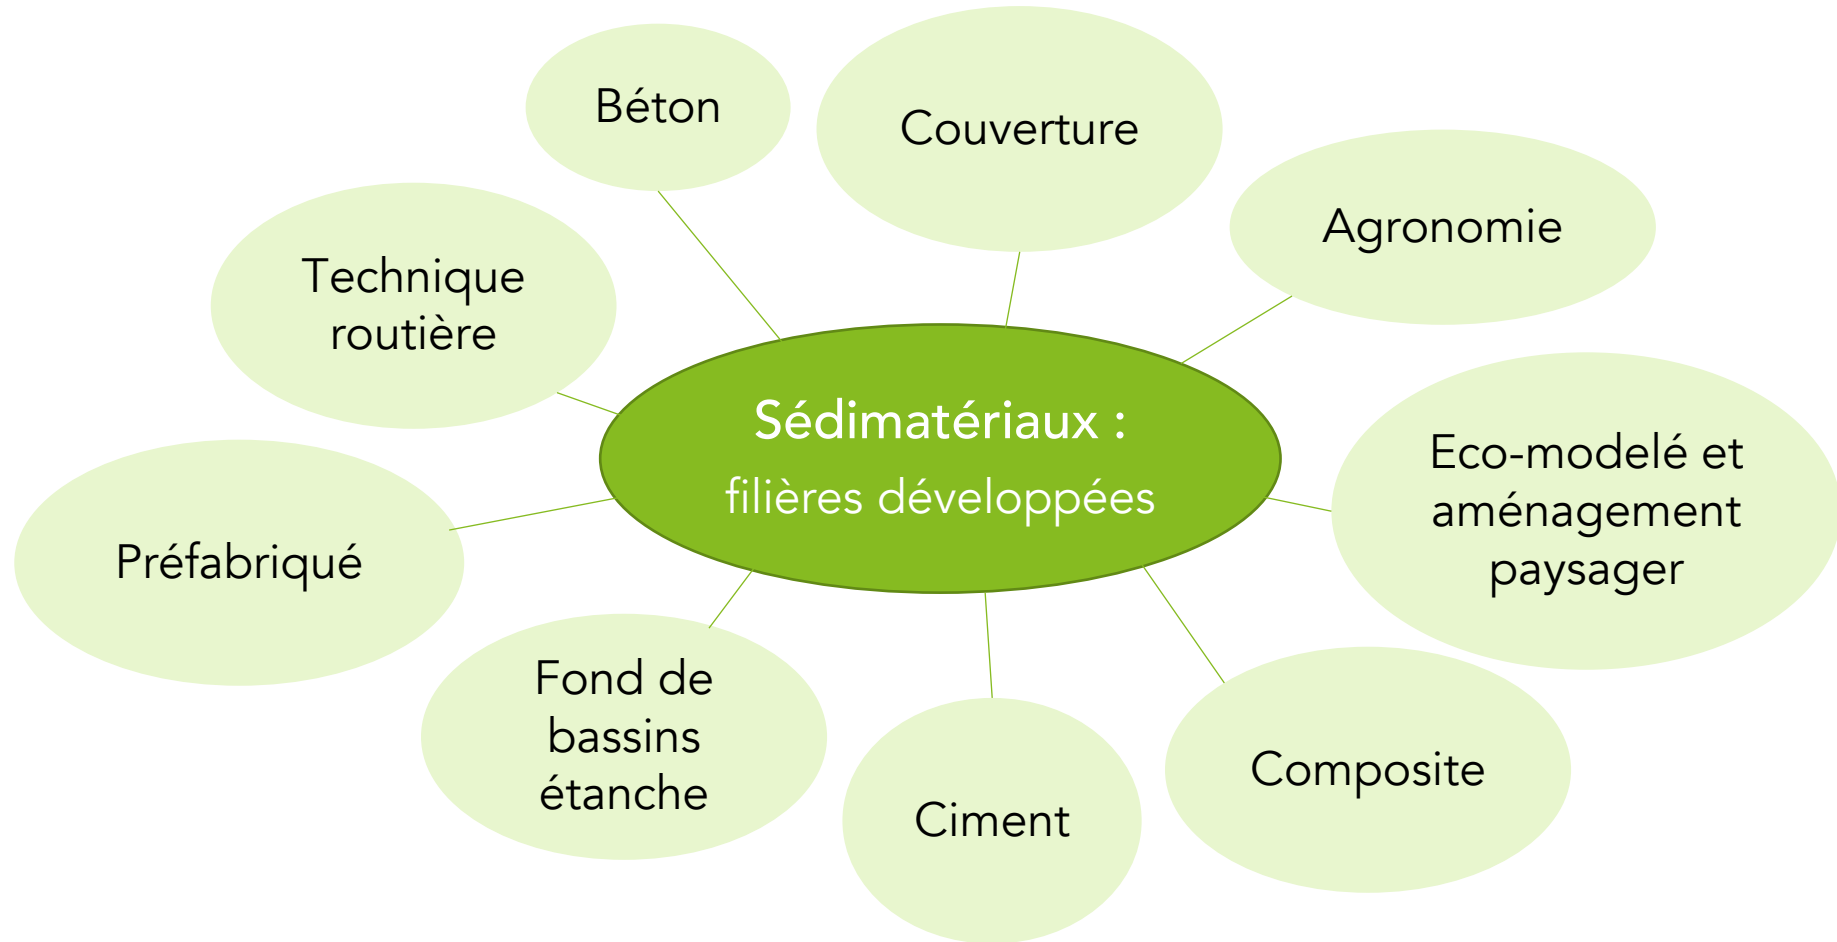 Béton
Couverture
Agronomie
Technique
routière
Sédimatériaux :
filières développées
Eco-modelé et
aménagement
paysager
Préfabriqué
Fond de
bassins
étanche
Composite
Ciment